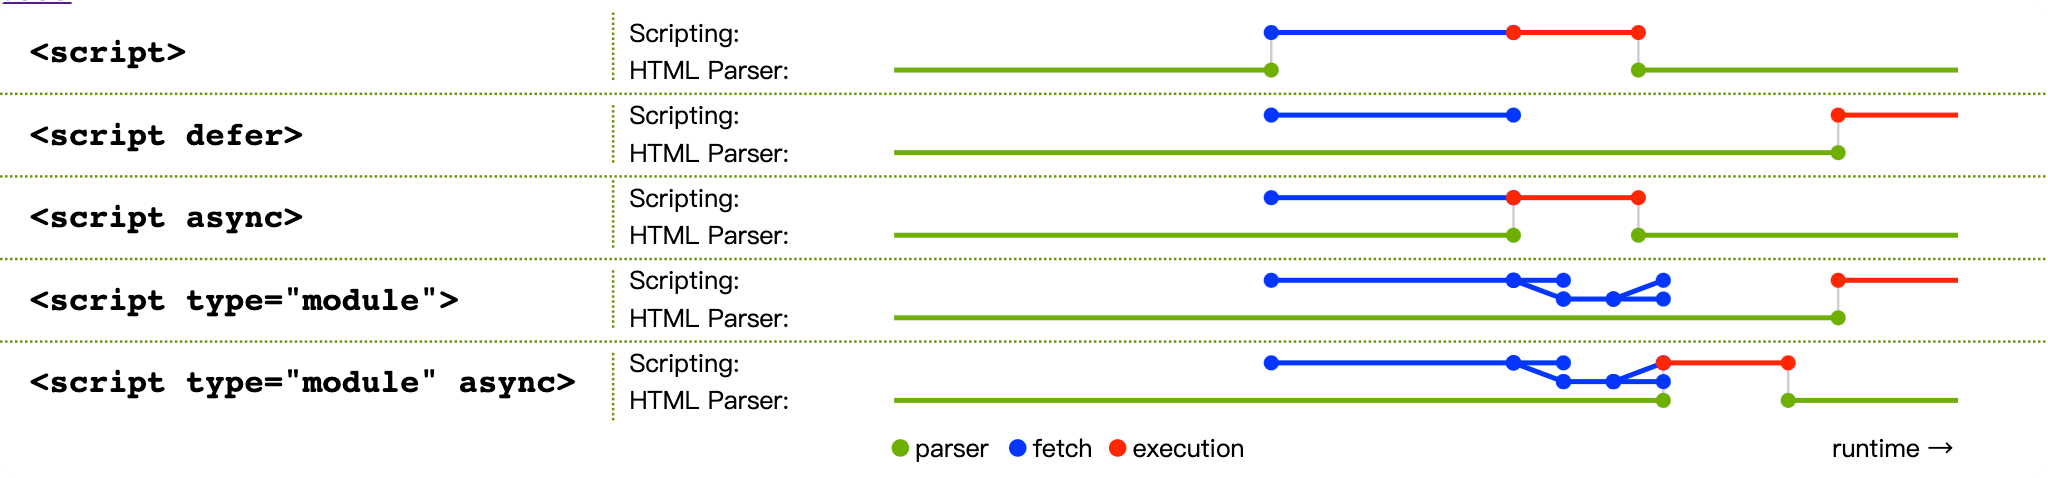 <script>
Scripting:
HTML Parser:
<script defer>
Scripting:
HTML Parser:
<script async>
Scripting:
HTML Parser:
<script type="module">
Scripting:
HTML Parser:
<script type="module" async>
Scripting:
HTML Parser:
parser fetch execution runtime →